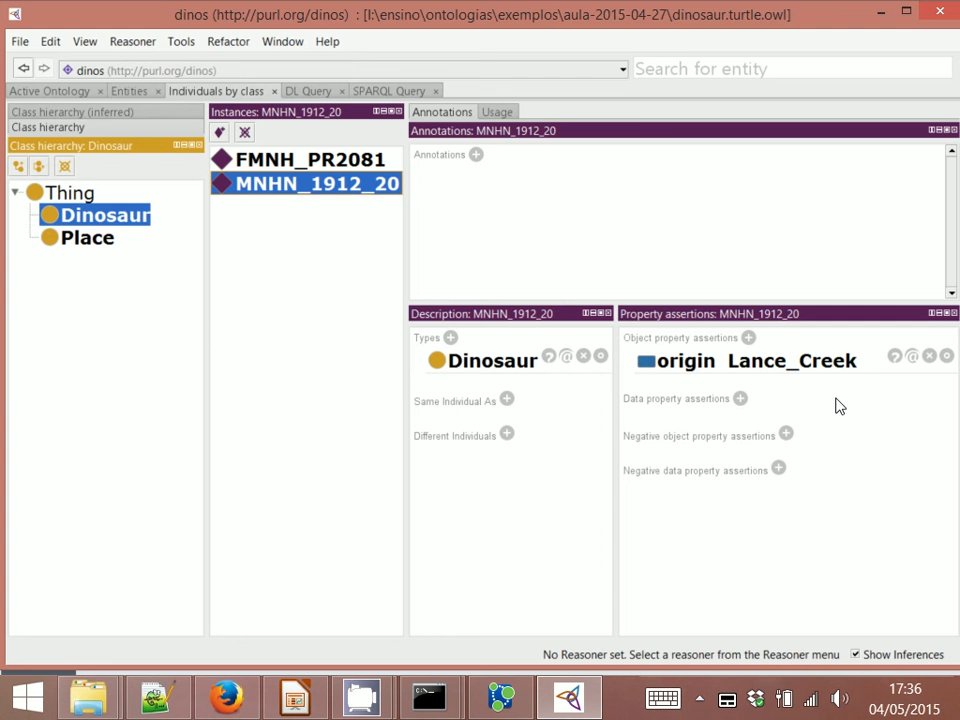 dinos (http://purl.org/dinos) : [I:\ensino\ontologias\exemplos\aula-2015-04-27\dinosaur.turtle.owl]
File Edit View Reasoner Tools Refactor Window Help
dinos (http://purl.org/dinos) Search for entity
Active Ontology × Entities × Individuals by class × DL Query × SPARQL Query ×
Class hierarchy (inferred)
Class hierarchy
Class hierarchy: Dinosaur
Thing
Dinosaur
Place
Instances: MNHN_1912_20
FMNH_PR2081
MNHN_1912_20
Annotations Usage
Annotations: MNHN_1912_20
Annotations
Description: MNHN_1912_20
Types
Dinosaur
Same Individual As
Different Individuals
Property assertions: MNHN_1912_20
Object property assertions
origin Lance_Creek
Data property assertions
Negative object property assertions
Negative data property assertions
No Reasoner set. Select a reasoner from the Reasoner menu Show Inferences
17:36
04/05/2015